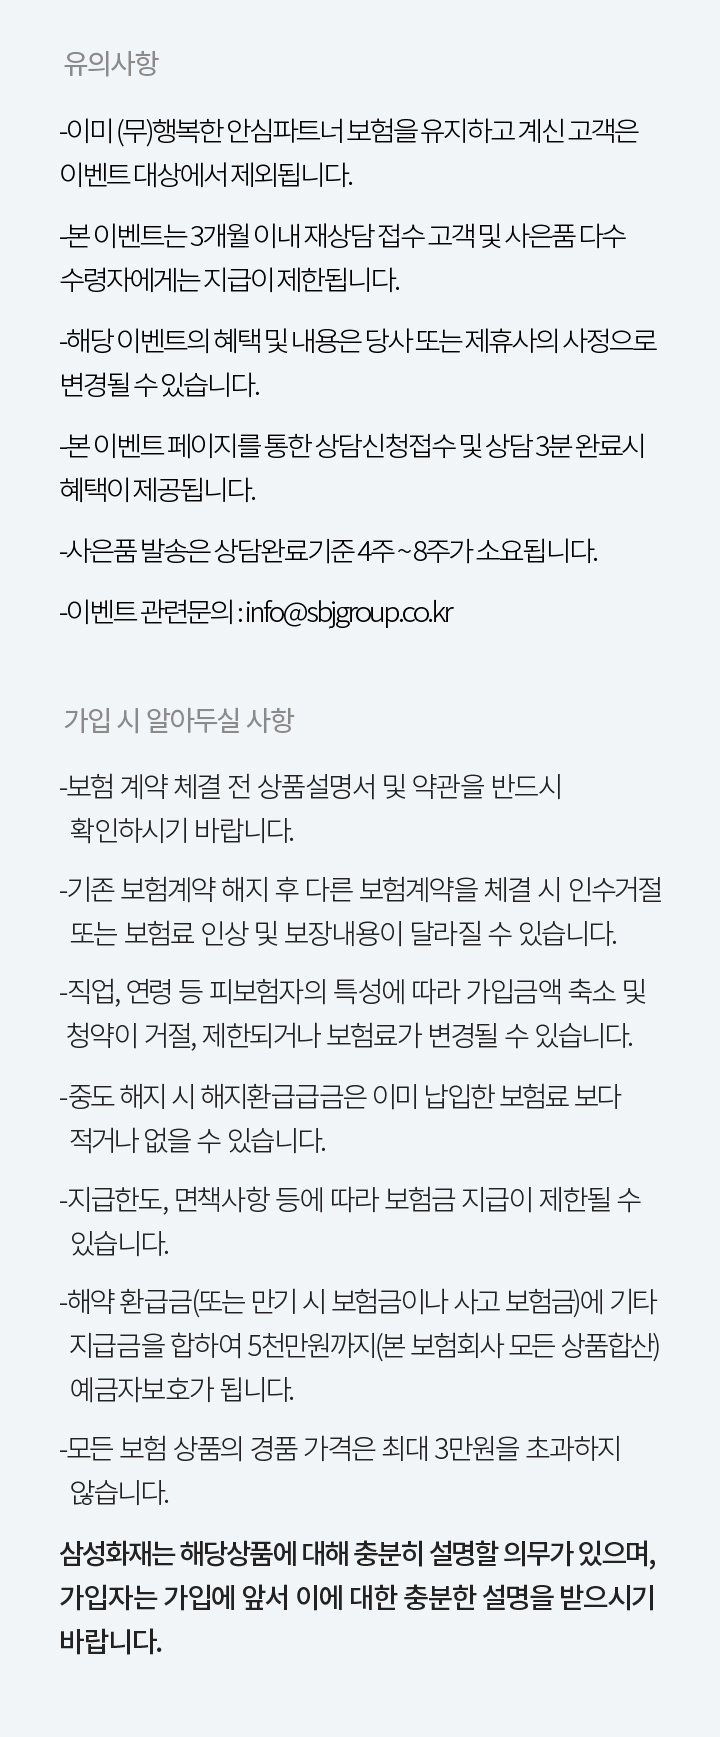 유의사항
-이미 (무)행복한 안심파트너 보험을 유지하고 계신 고객은
이벤트 대상에서 제외됩니다.
-본 이벤트는 3개월 이내 재상담 접수 고객 및 사은품 다수
수령자에게는 지급이 제한됩니다.
-해당 이벤트의 혜택 및 내용은 당사 또는 제휴사의 사정으로
변경될 수 있습니다.
-본 이벤트 페이지를 통한 상담신청접수 및 상담 3분 완료시
혜택이 제공됩니다.
-사은품 발송은 상담완료기준 4주 ~ 8주가 소요됩니다.
-이벤트 관련문의 : info@sbjgroup.co.kr
가입 시 알아두실 사항
-보험 계약 체결 전 상품설명서 및 약관을 반드시
확인하시기 바랍니다.
-기존 보험계약 해지 후 다른 보험계약을 체결 시 인수거절
또는 보험료 인상 및 보장내용이 달라질 수 있습니다.
-직업, 연령 등 피보험자의 특성에 따라 가입금액 축소 및
청약이 거절, 제한되거나 보험료가 변경될 수 있습니다.
-중도 해지 시 해지환급급금은 이미 납입한 보험료 보다
적거나 없을 수 있습니다.
-지급한도, 면책사항 등에 따라 보험금 지급이 제한될 수
있습니다.
-해약 환급금(또는 만기 시 보험금이나 사고 보험금)에 기타
지급금을 합하여 5천만원까지(본 보험회사 모든 상품합산)
예금자보호가 됩니다.
-모든 보험 상품의 경품 가격은 최대 3만원을 초과하지
않습니다.
삼성화재는 해당상품에 대해 충분히 설명할 의무가 있으며,
가입자는 가입에 앞서 이에 대한 충분한 설명을 받으시기
바랍니다.